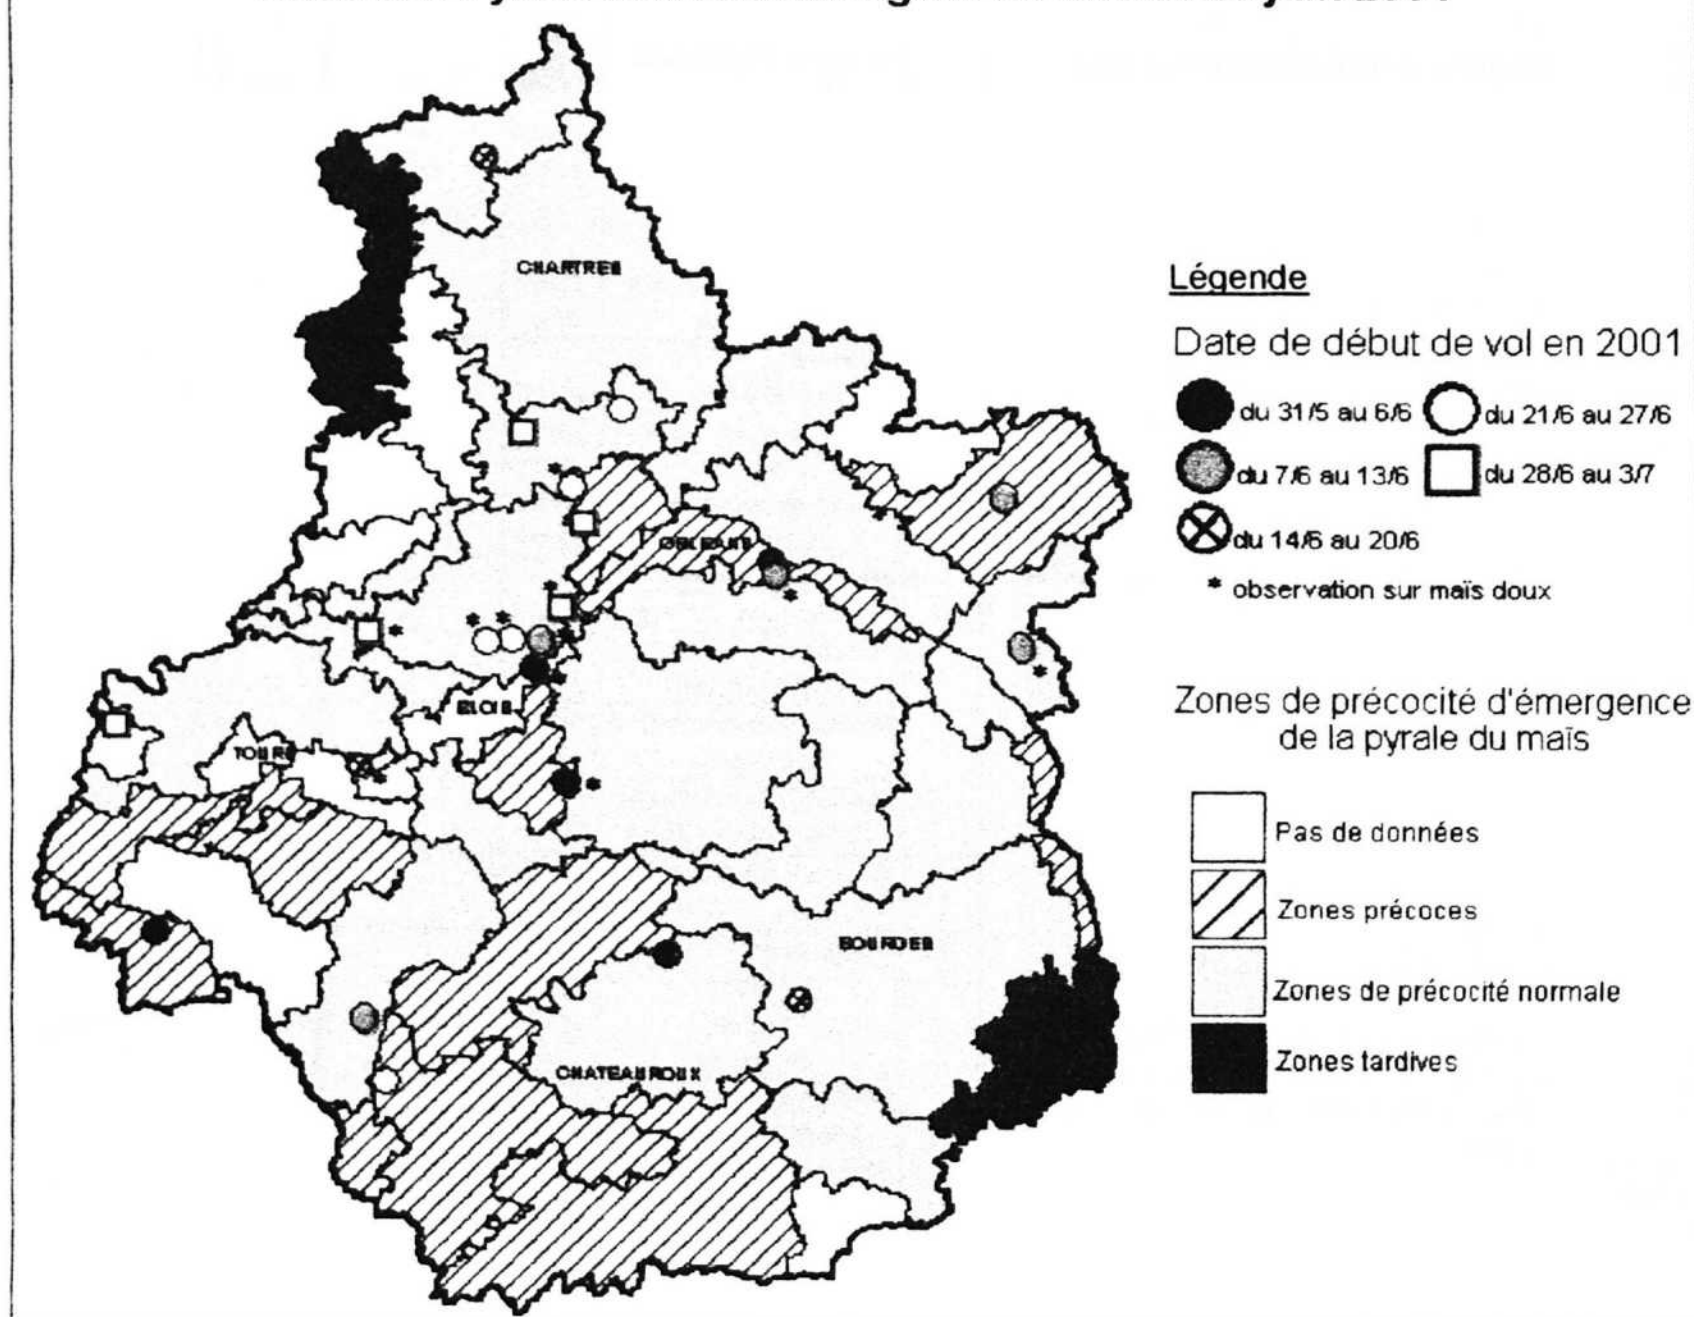 CHARTRES
ORLEANS
BLOIS
TOURS
BOURGES
CHATEAUROUX
Légende
Date de début de vol en 2001
du 31/5 au 6/6
du 21/6 au 27/6
du 7/6 au 13/6
du 28/6 au 3/7
du 14/6 au 20/6
* observation sur maïs doux
Zones de précocité d'émergence
de la pyrale du maïs
Pas de données
Zones précoces
Zones de précocité normale
Zones tardives